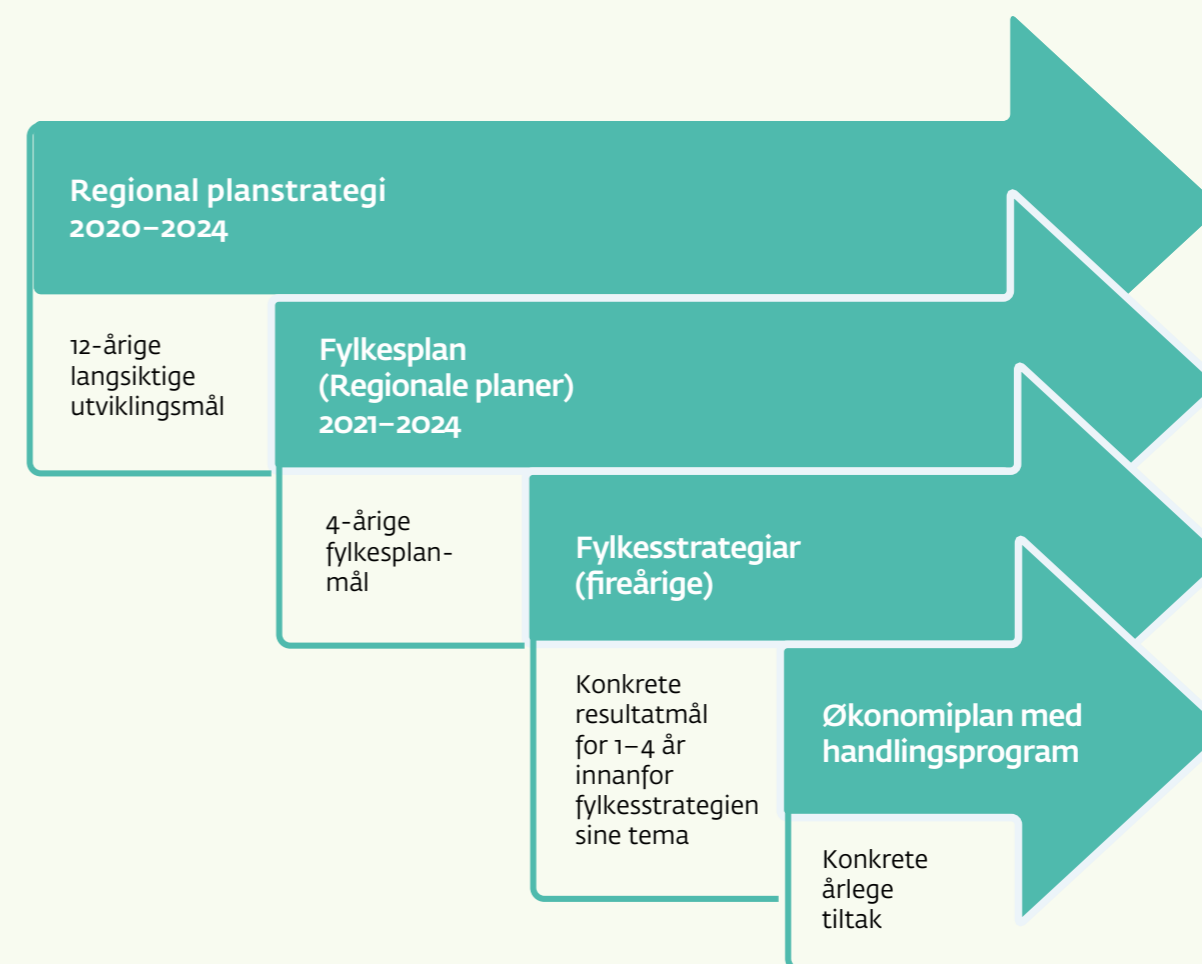 Regional planstrategi
2020–2024
12-årige
langsiktige
utviklingsmål
Fylkesplan
(Regionale planer)
2021–2024
4-årige
fylkesplan-
mål
Fylkesstrategiar
(fireårige)
Konkrete
resultatmål
for 1–4 år
innanfor
fylkesstrategien
sine tema
Økonomiplan med
handlingsprogram
Konkrete
årlege
tiltak